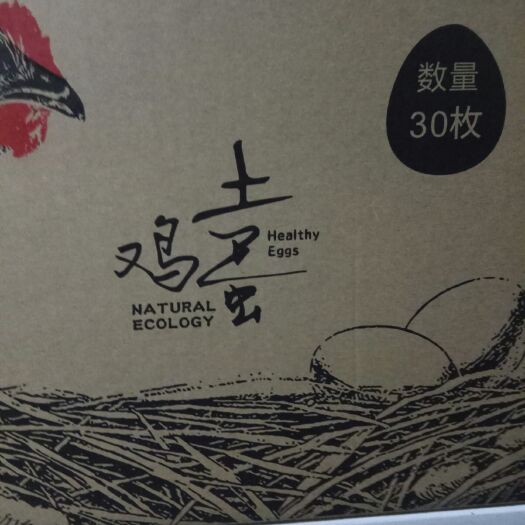 数量
30枚
土鸡蛋
Healthy
Eggs
NATURAL
ECOLOGY